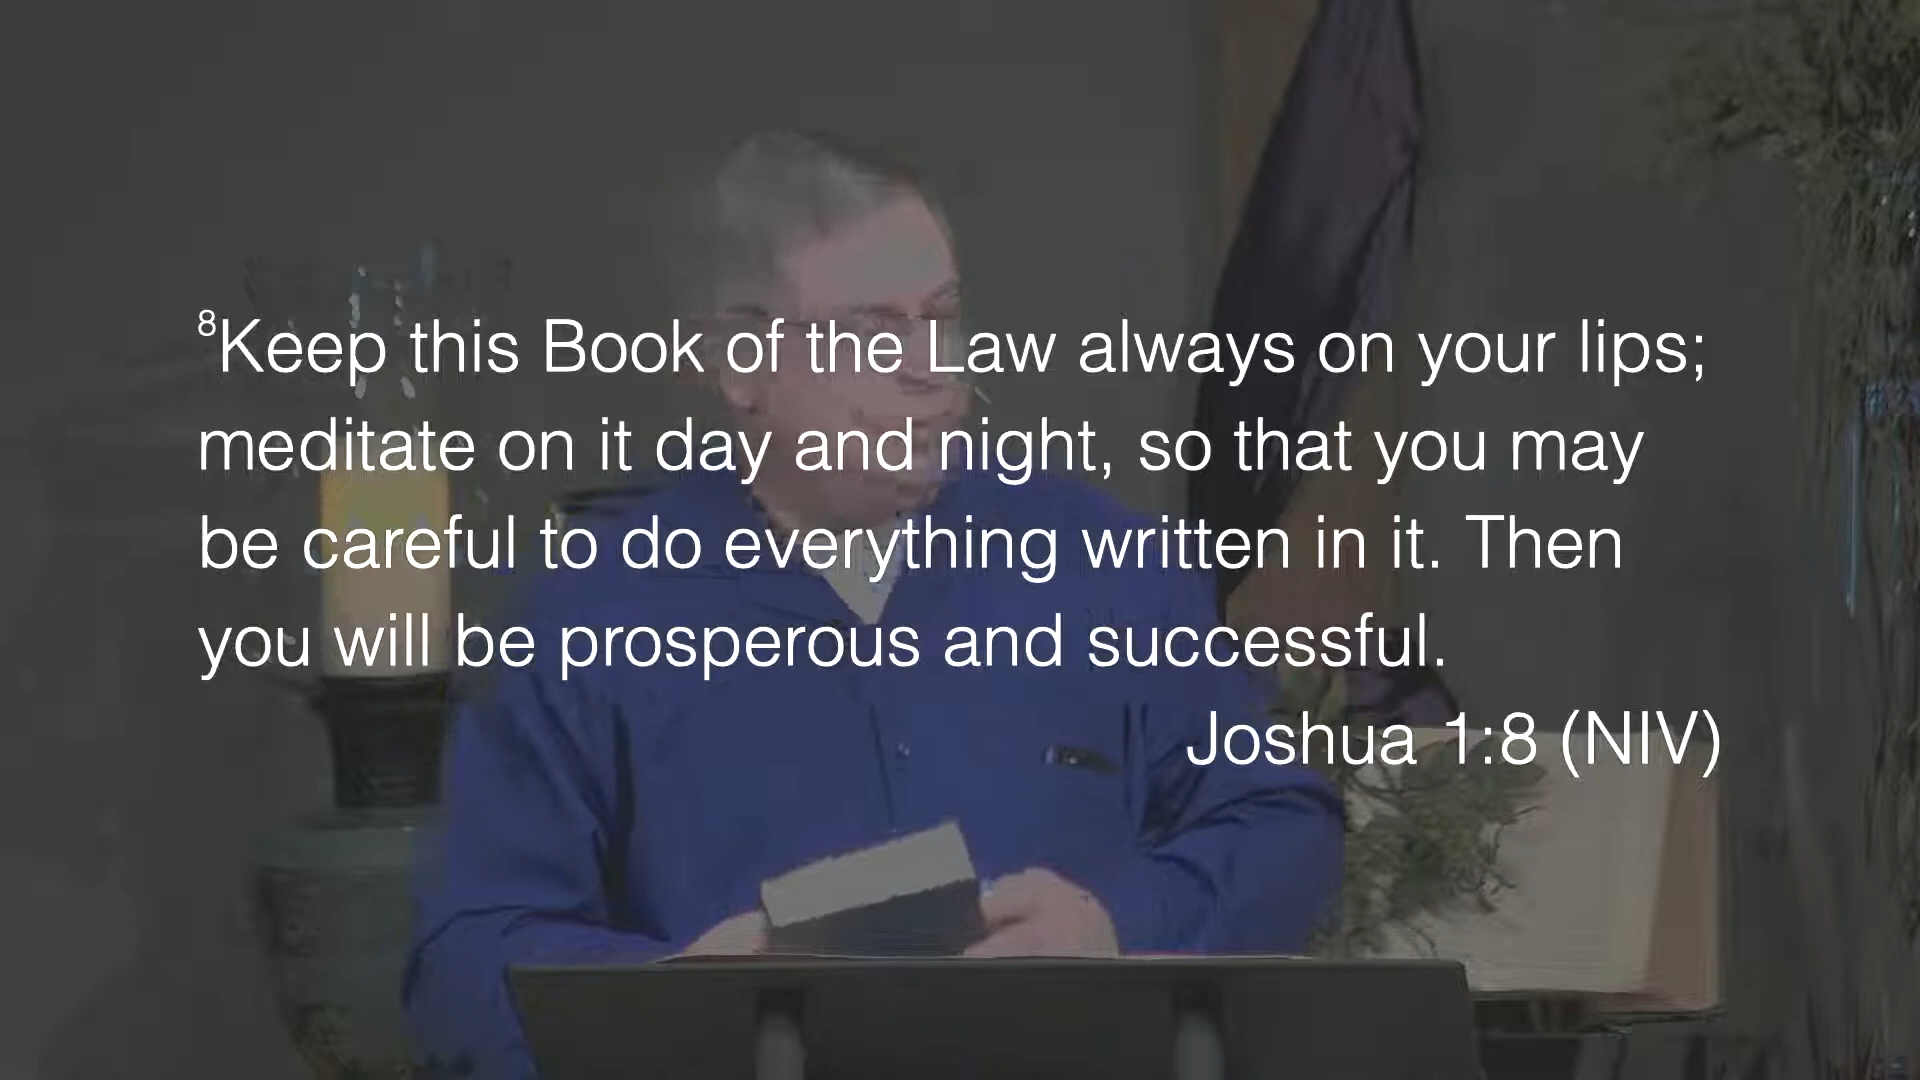 ⁸Keep this Book of the Law always on your lips;
meditate on it day and night, so that you may
be careful to do everything written in it. Then
you will be prosperous and successful.
Joshua 1:8 (NIV)